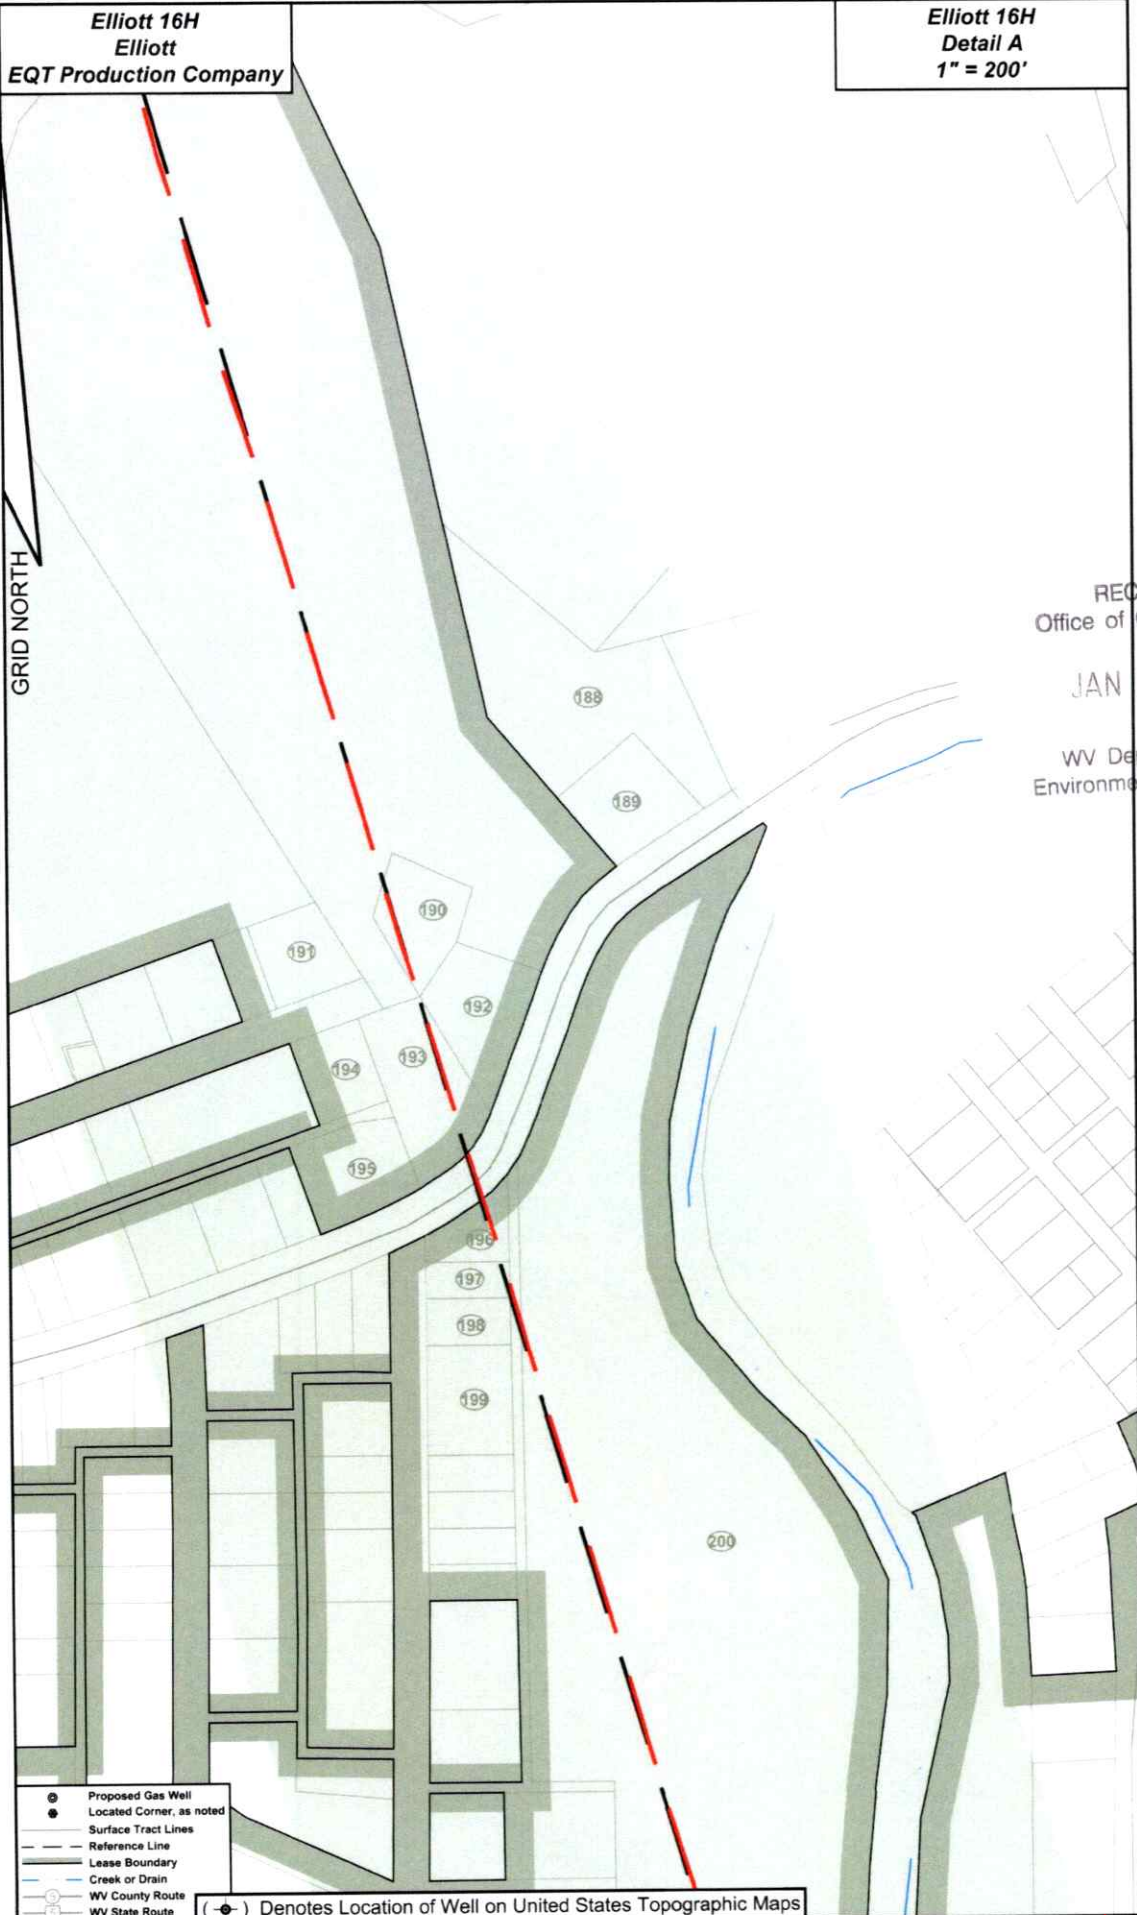 Elliott 16H
Elliott
EQT Production Company
Elliott 16H
Detail A
1" = 200'
GRID NORTH
REC
Office of
JAN
WV De
Environme
188
189
190
191
192
193
194
195
196
197
198
199
200
Proposed Gas Well
Located Corner, as noted
Surface Tract Lines
Reference Line
Lease Boundary
Creek or Drain
WV County Route
WV State Route
( ) Denotes Location of Well on United States Topographic Maps